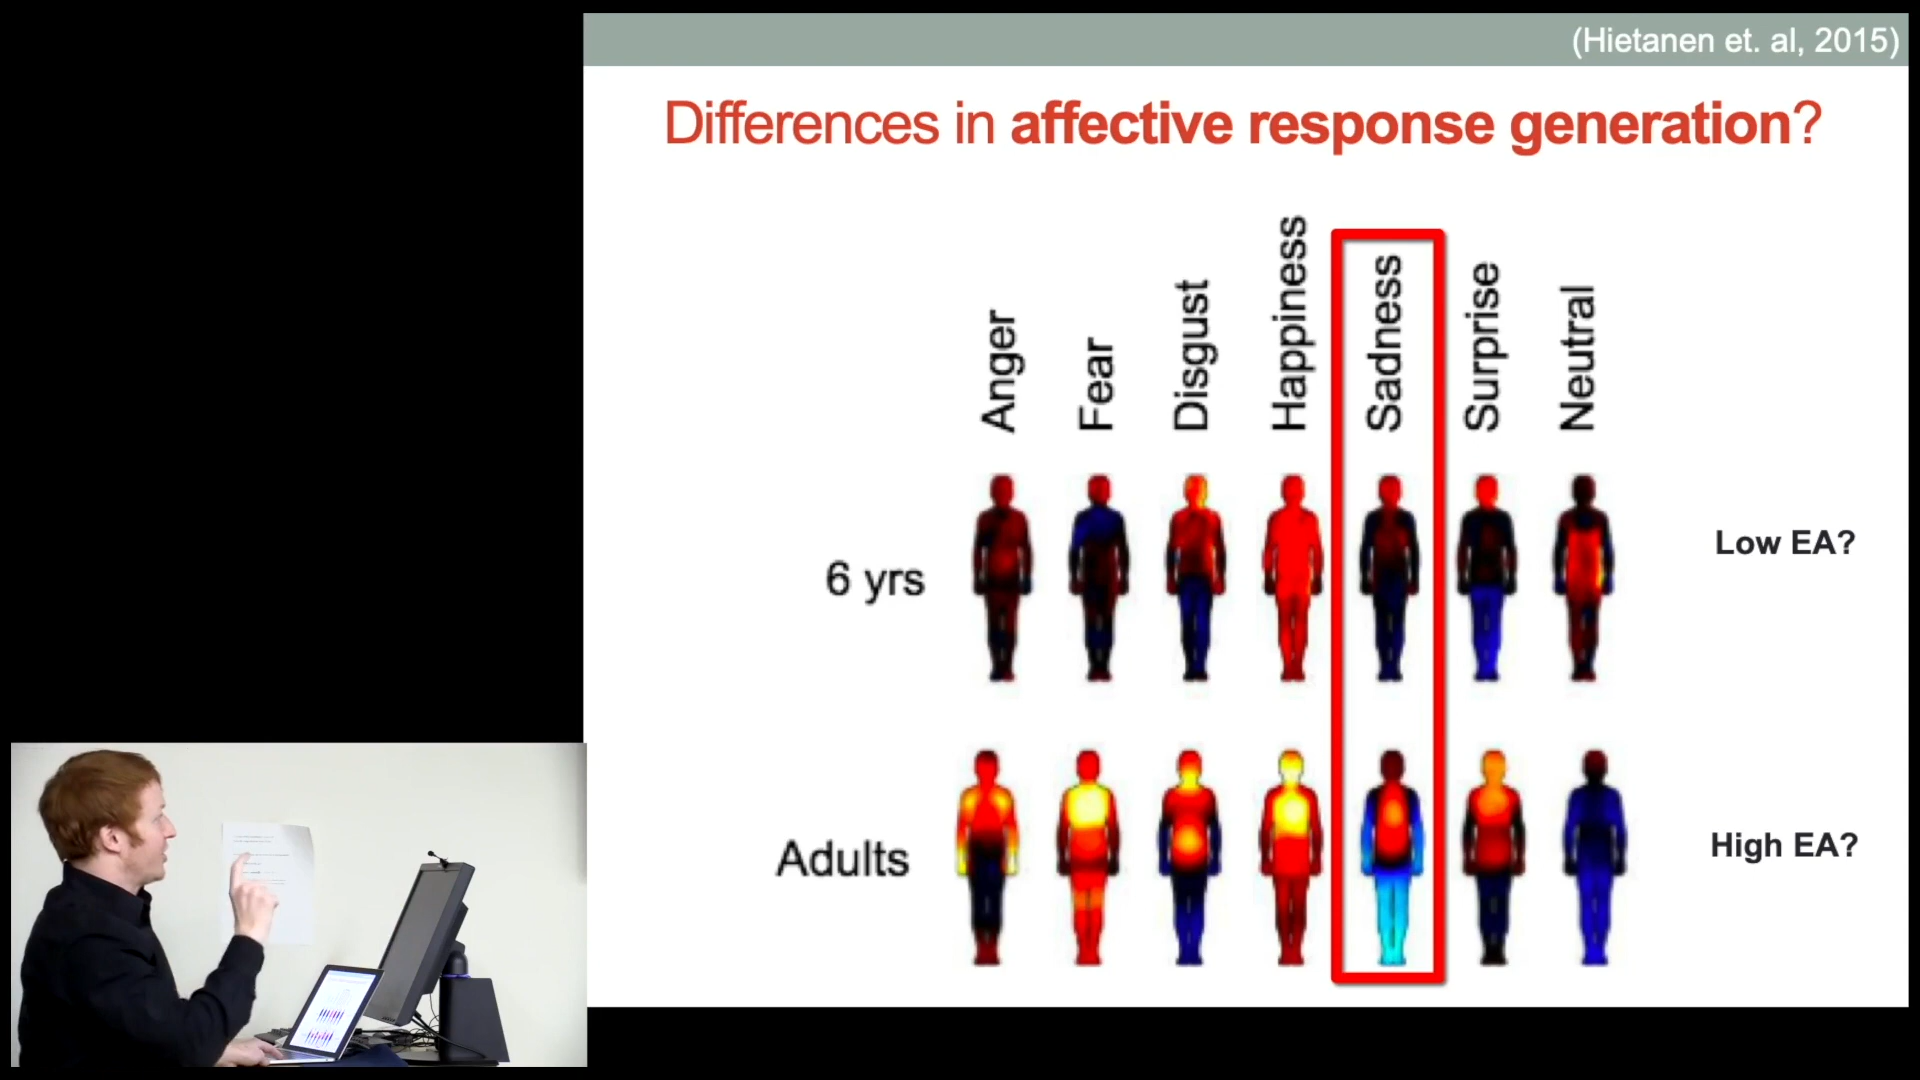 (Hietanen et. al, 2015)
Differences in affective response generation?
Anger
Fear
Disgust
Happiness
Sadness
Surprise
Neutral
6 yrs
Low EA?
Adults
High EA?